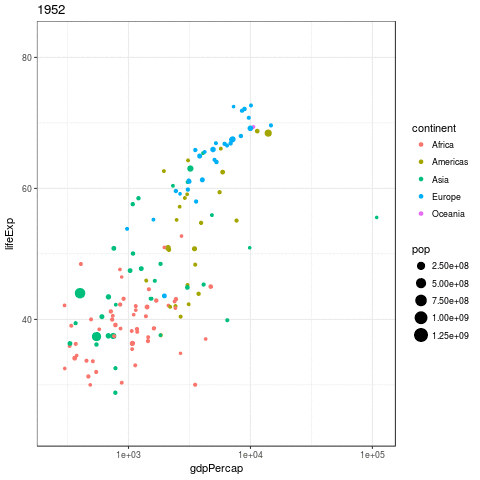 1952
80
60
40
lifeExp
1e+03
1e+04
1e+05
gdpPercap
continent
Africa
Americas
Asia
Europe
Oceania
pop
2.50e+08
5.00e+08
7.50e+08
1.00e+09
1.25e+09